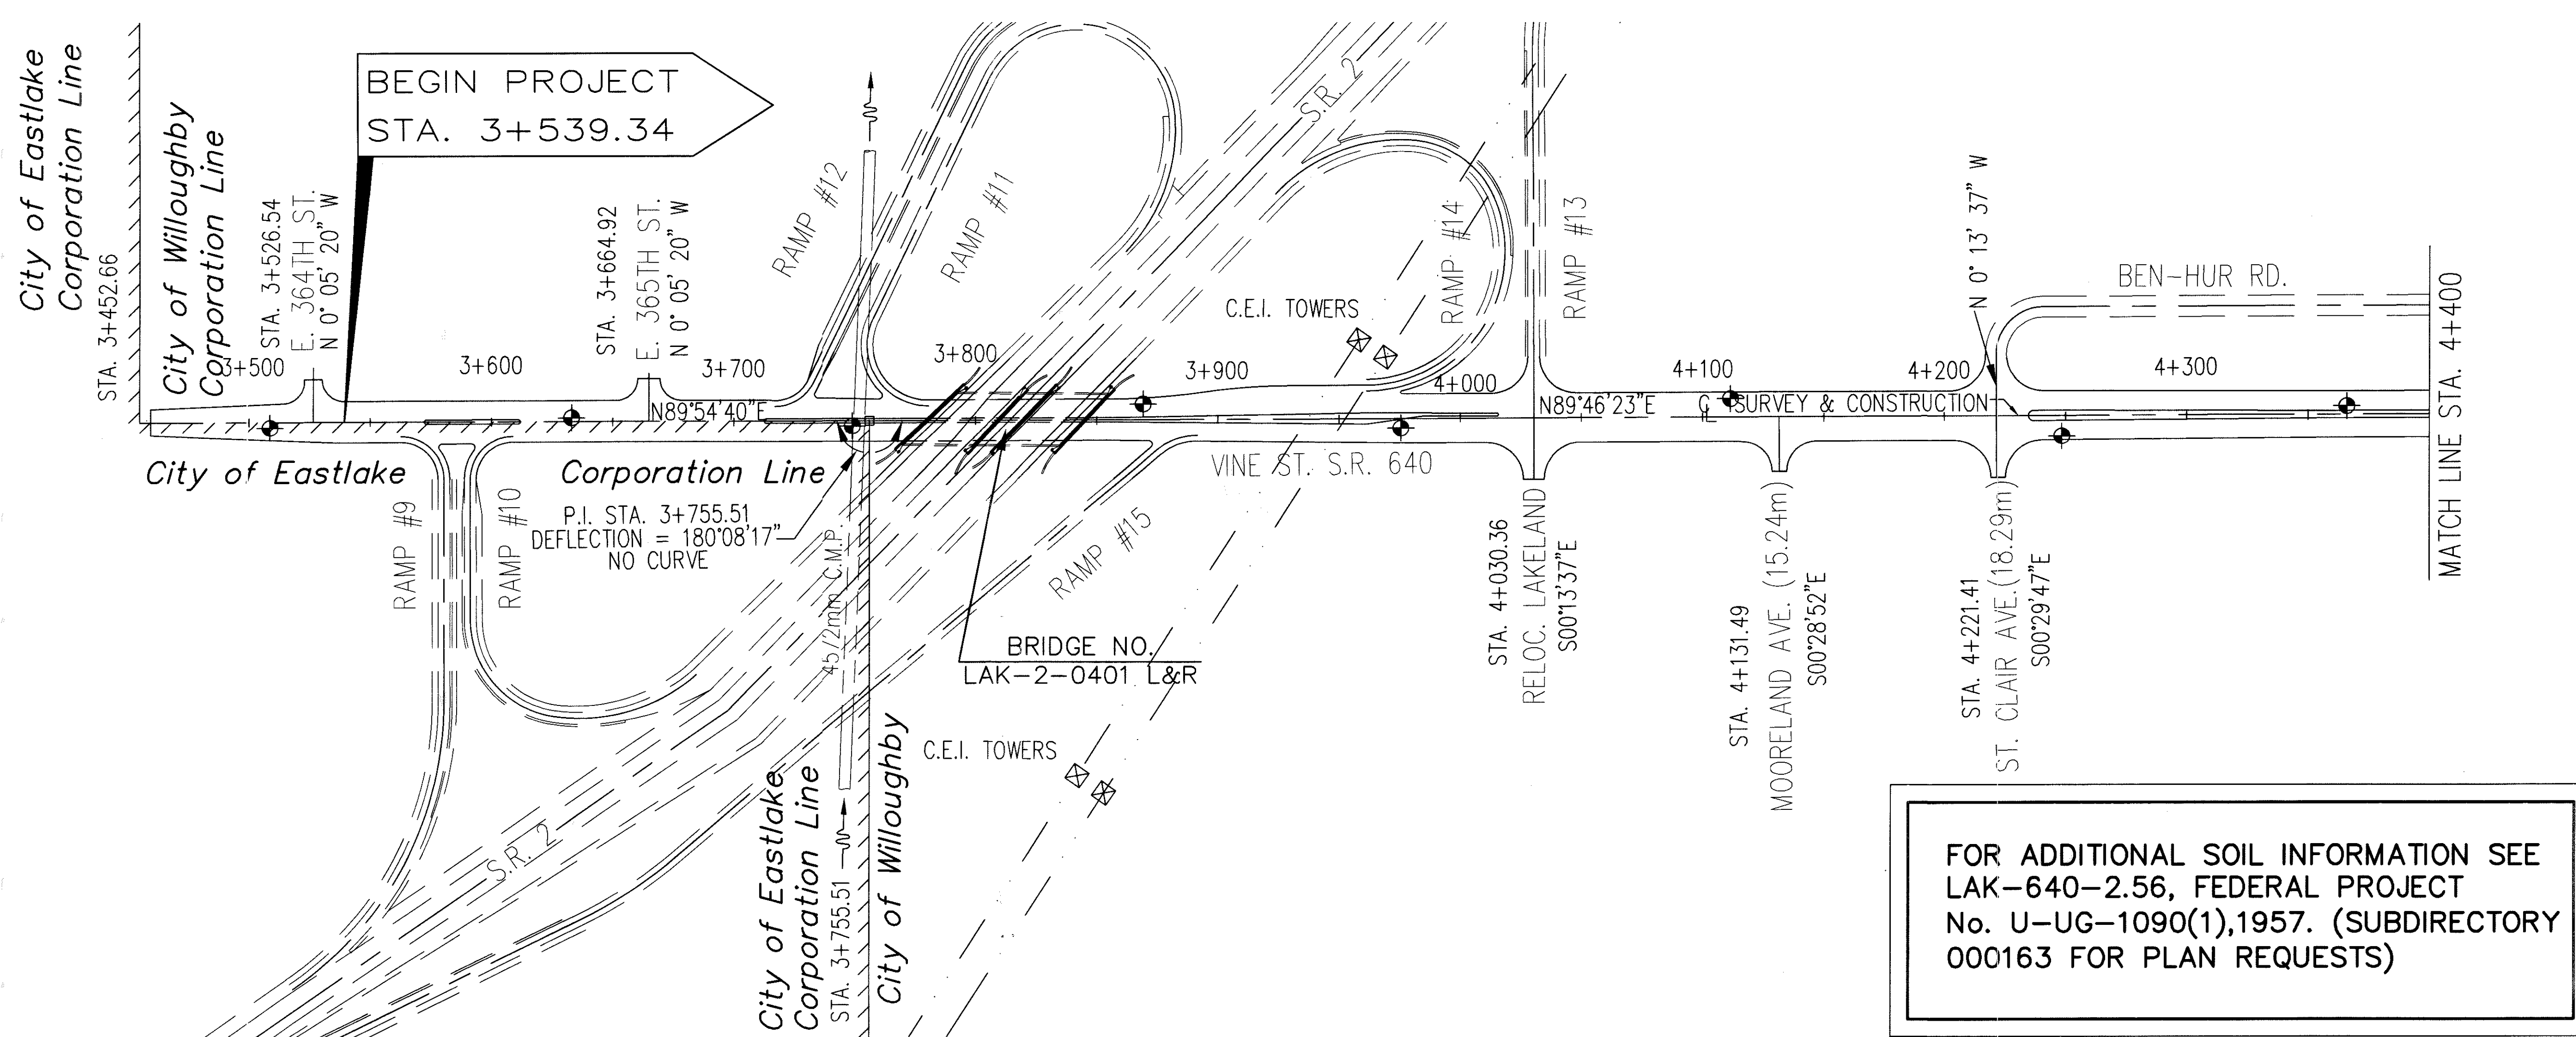 City of Eastlake
Corporation Line
STA. 3+452.66
City of Willoughby
Corporation Line
BEGIN PROJECT
STA. 3+539.34
STA. 3+526.54
E. 364TH ST.
N 0° 05' 20" W
STA. 3+664.92
E. 365TH ST.
N 0° 05' 20" W
RAMP #12
RAMP #11
S.R. 2
RAMP #14
RAMP #13
C.E.I. TOWERS
N 0° 13' 37" W
BEN-HUR RD.
MATCH LINE STA. 4+400
3+500
3+600
3+700
3+800
3+900
4+000
4+100
4+200
4+300
N89°54'40"E
N89°46'23"E
CL SURVEY & CONSTRUCTION
City of Eastlake
Corporation Line
VINE ST. S.R. 640
P.I. STA. 3+755.51
DEFLECTION = 180°08'17"
NO CURVE
RAMP #9
RAMP #10
4572mm C.M.P.
RAMP #15
BRIDGE NO.
LAK-2-0401 L&R
STA. 4+030.36
RELOC. LAKELAND
S00°13'37"E
STA. 4+131.49
MOORELAND AVE. (15.24m)
S00°28'52"E
STA. 4+221.41
ST. CLAIR AVE.(18.29m)
S00°29'47"E
C.E.I. TOWERS
S.R. 2
City of Eastlake
Corporation Line
STA. 3+755.51
City of Willoughby
FOR ADDITIONAL SOIL INFORMATION SEE
LAK-640-2.56, FEDERAL PROJECT
No. U-UG-1090(1),1957. (SUBDIRECTORY
000163 FOR PLAN REQUESTS)